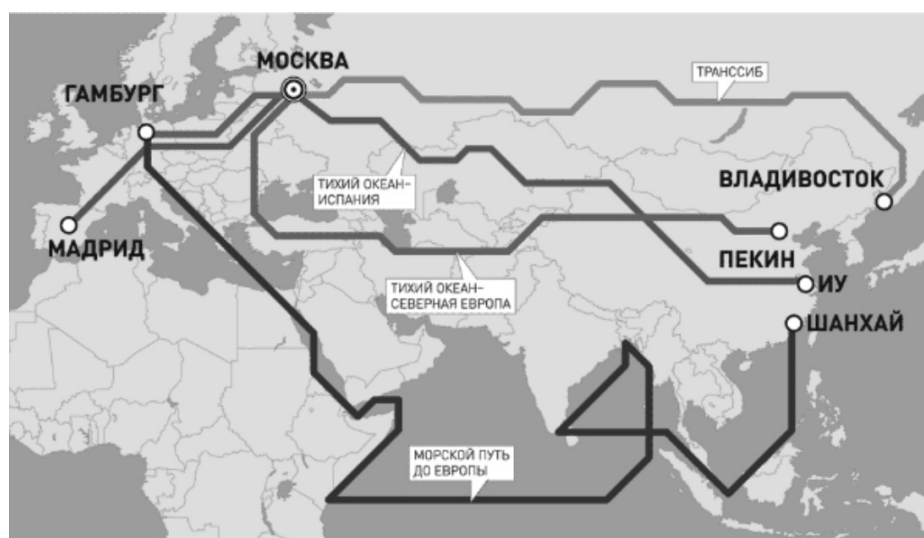 МОСКВА
ГАМБУРГ
ТРАНССИБ
ТИХИЙ ОКЕАН–
ИСПАНИЯ
ВЛАДИВОСТОК
МАДРИД
ПЕКИН
ТИХИЙ ОКЕАН–
СЕВЕРНАЯ ЕВРОПА
ИУ
ШАНХАЙ
МОРСКОЙ ПУТЬ
ДО ЕВРОПЫ